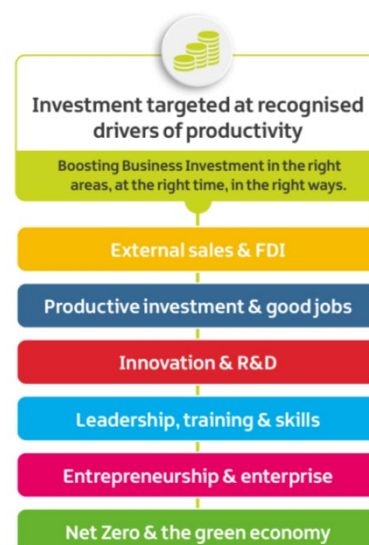 Investment targeted at recognised
drivers of productivity
Boosting Business Investment in the right
areas, at the right time, in the right ways.
External sales & FDI
Productive investment & good jobs
Innovation & R&D
Leadership, training & skills
Entrepreneurship & enterprise
Net Zero & the green economy